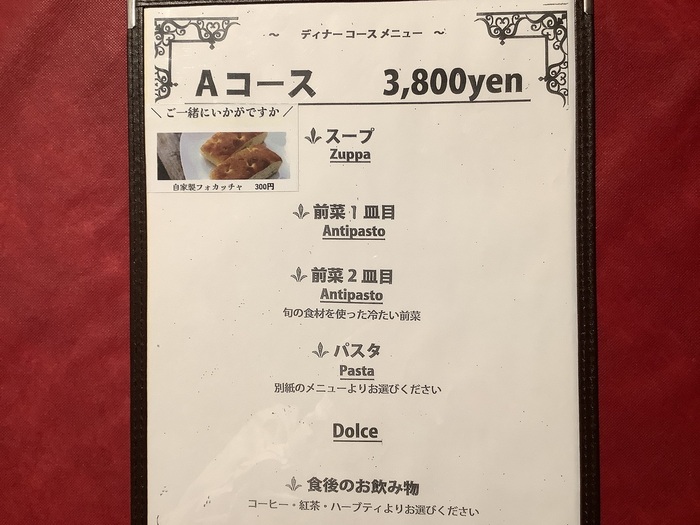 ～ ディナーコースメニュー ～
Aコース 3,800yen
＼ご一緒にいかがですか／
自家製フォカッチャ 300円
スープ
Zuppa
前菜１皿目
Antipasto
前菜２皿目
Antipasto
旬の食材を使った冷たい前菜
パスタ
Pasta
別紙のメニューよりお選びください
Dolce
食後のお飲み物
コーヒー・紅茶・ハーブティよりお選びください